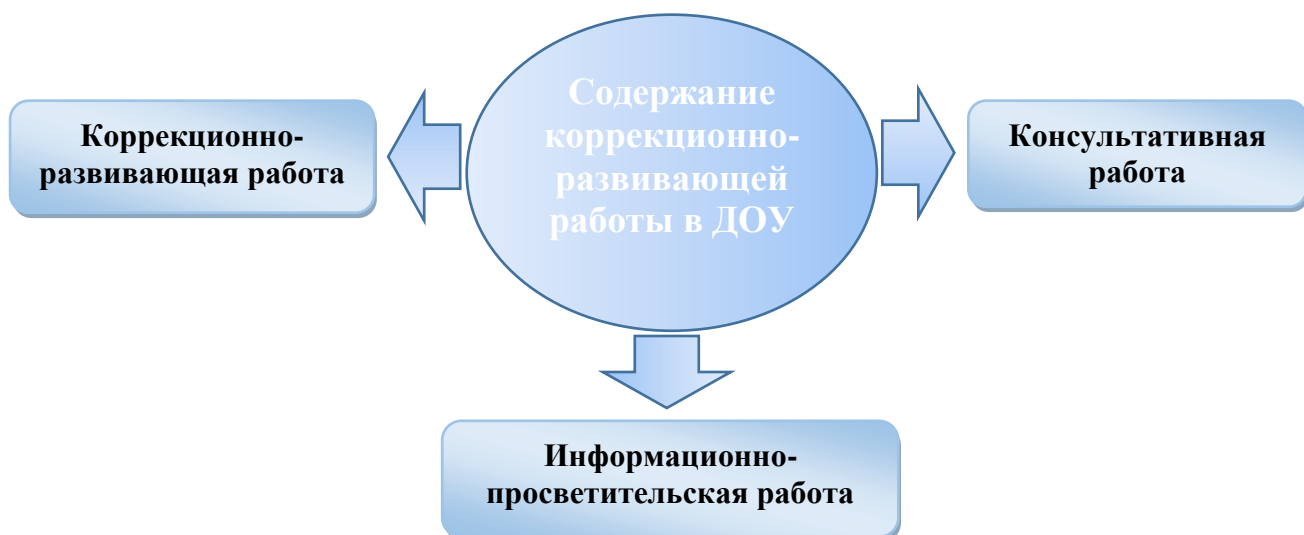 Содержание
коррекционно-
развивающей
работы в ДОУ
Коррекционно-
развивающая работа
Консультативная
работа
Информационно-
просветительская работа